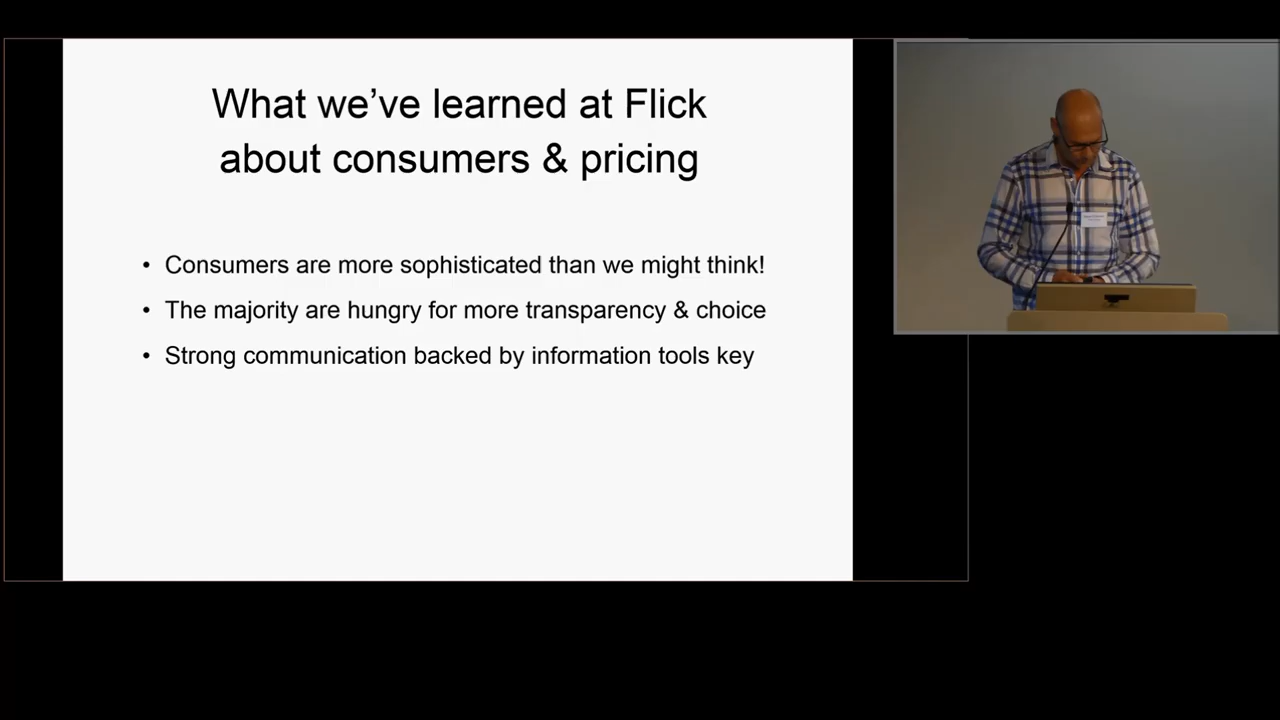 What we’ve learned at Flick
about consumers & pricing
• Consumers are more sophisticated than we might think!
• The majority are hungry for more transparency & choice
• Strong communication backed by information tools key